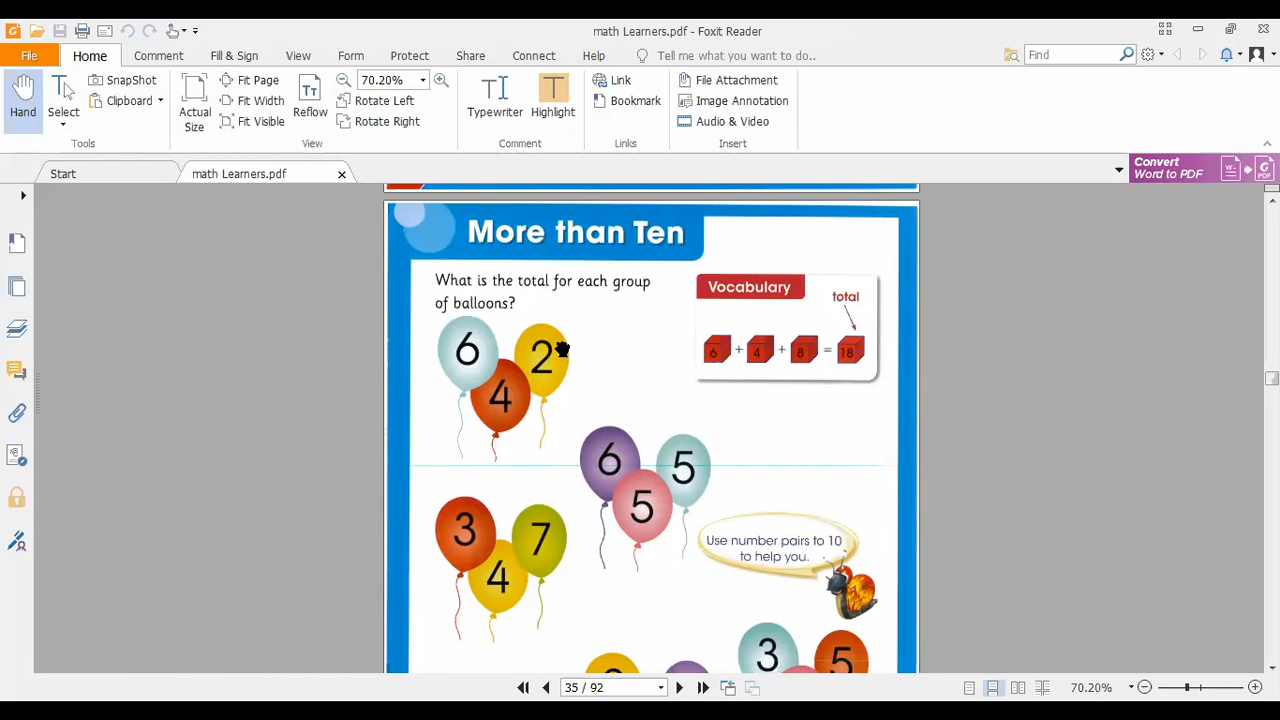 math Learners.pdf - Foxit Reader
File Home Comment Fill & Sign View Form Protect Share Connect Help Tell me what you want to do.. Find
Hand
Select
SnapShot
Clipboard
Actual Size
Fit Page
Fit Width
Fit Visible
Reflow
70.20%
Rotate Left
Rotate Right
Typewriter
Highlight
Link
Bookmark
File Attachment
Image Annotation
Audio & Video
Tools View Comment Links Insert
Start math Learners.pdf
Convert
Word to PDF
More than Ten
What is the total for each group
of balloons?
Vocabulary
total
6 + 4 + 8 = 18
6 4 2
6 5 5
3 4 7
Use number pairs to 10
to help you.
3 5
35 / 92
70.20%